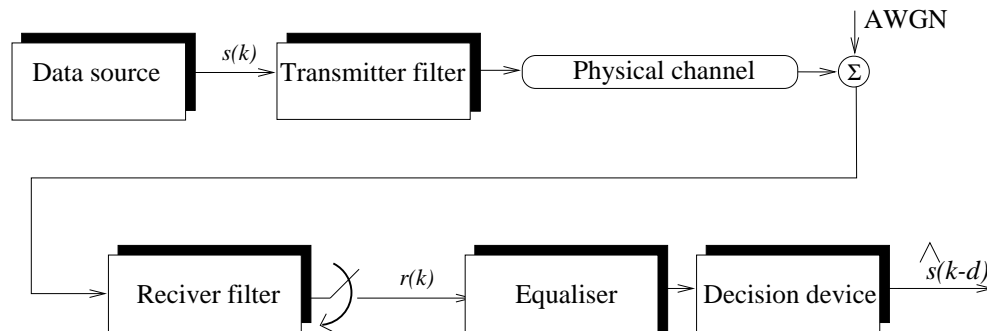 AWGN
Data source
s(k)
Transmitter filter
Physical channel
Σ
Reciver filter
r(k)
Equaliser
Decision device
^s(k-d)